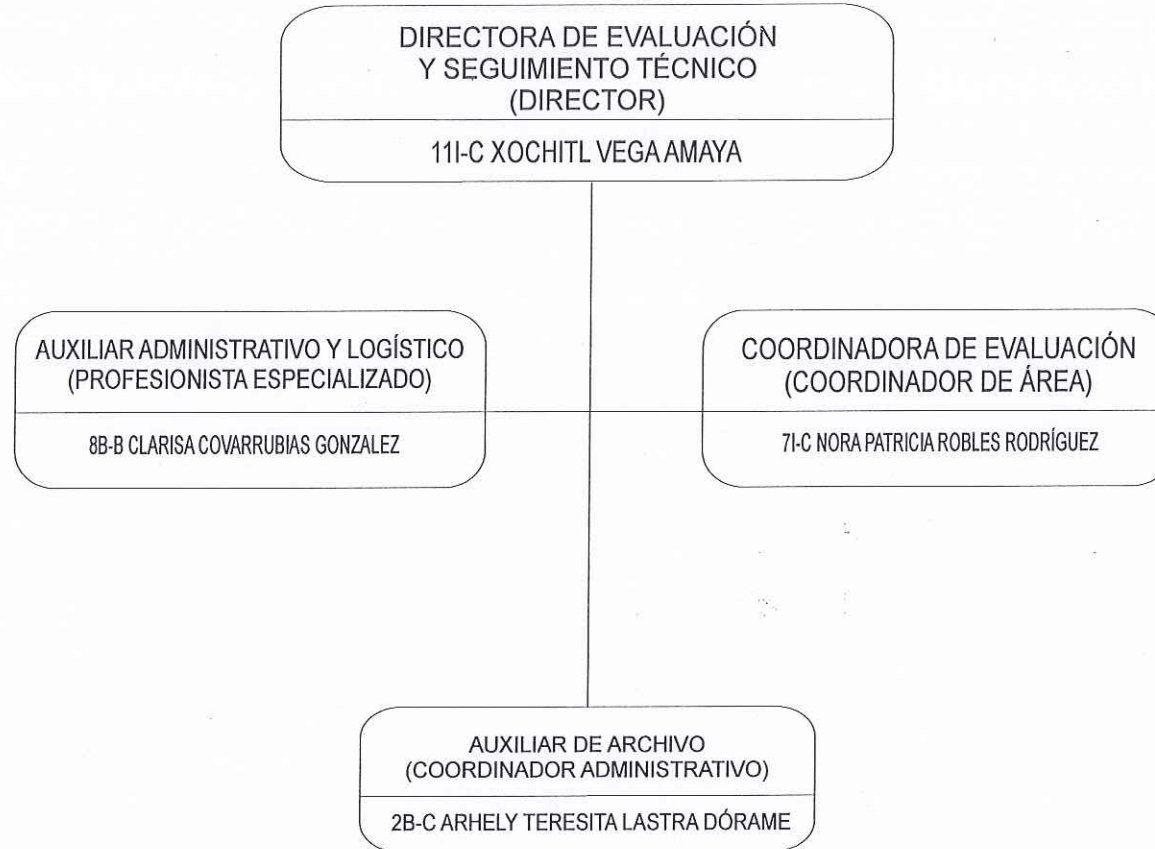 DIRECTORA DE EVALUACIÓN
Y SEGUIMIENTO TÉCNICO
(DIRECTOR)
11I-C XOCHITL VEGA AMAYA
AUXILIAR ADMINISTRATIVO Y LOGÍSTICO
(PROFESIONISTA ESPECIALIZADO)
8B-B CLARISA COVARRUBIAS GONZALEZ
COORDINADORA DE EVALUACIÓN
(COORDINADOR DE ÁREA)
7I-C NORA PATRICIA ROBLES RODRÍGUEZ
AUXILIAR DE ARCHIVO
(COORDINADOR ADMINISTRATIVO)
2B-C ARHELY TERESITA LASTRA DÓRAME